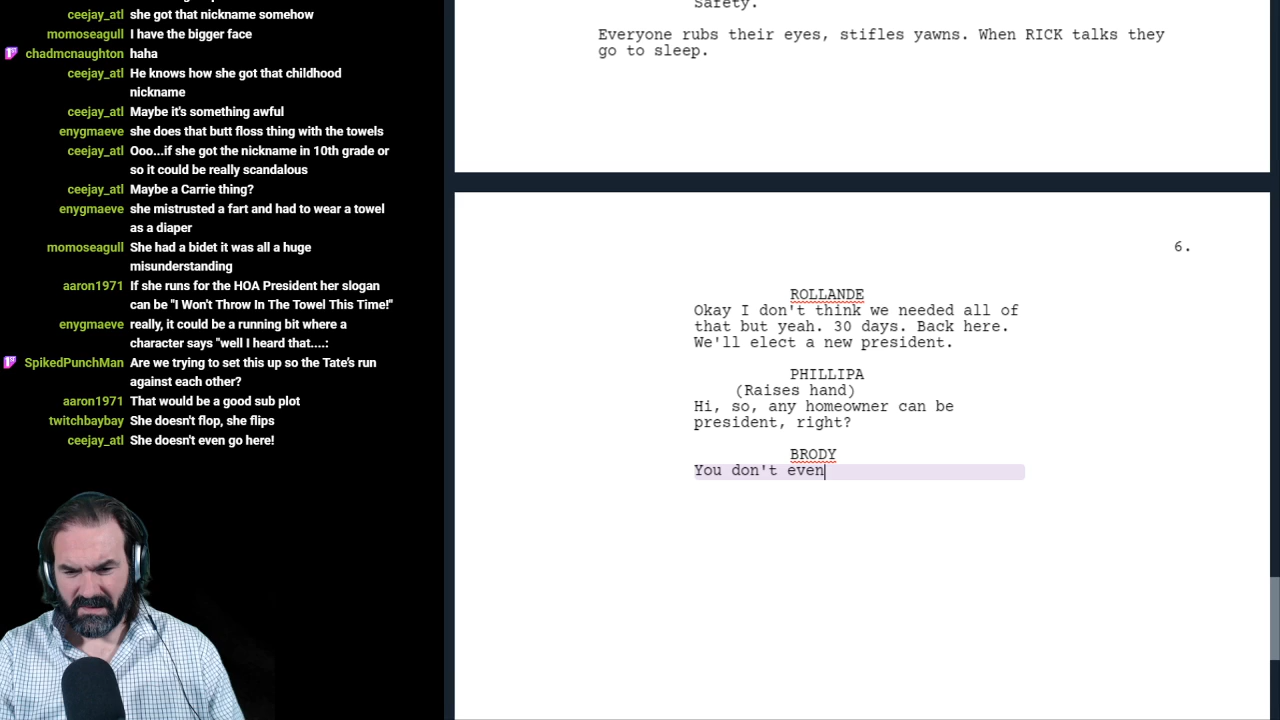 ceejay_atl she got that nickname somehow
momoseagull I have the bigger face
chadmcnaughton haha
ceejay_atl He knows how she got that childhood
nickname
ceejay_atl Maybe it's something awful
enygmaeve she does that butt floss thing with the towels
ceejay_atl Ooo...if she got the nickname in 10th grade or
so it could be really scandalous
ceejay_atl Maybe a Carrie thing?
enygmaeve she mistrusted a fart and had to wear a towel
as a diaper
momoseagull She had a bidet it was all a huge
misunderstanding
aaron1971 If she runs for the HOA President her slogan
can be "I Won't Throw In The Towel This Time!"
enygmaeve really, it could be a running bit where a
character says "well I heard that....:
SpikedPunchMan Are we trying to set this up so the Tate's run
against each other?
aaron1971 That would be a good sub plot
twitchbaybay She doesn't flop, she flips
ceejay_atl She doesn't even go here!
Safety.
Everyone rubs their eyes, stifles yawns. When RICK talks they
go to sleep.
6.
ROLLANDE
Okay I don't think we needed all of
that but yeah. 30 days. Back here.
We'll elect a new president.
PHILLIPA
(Raises hand)
Hi, so, any homeowner can be
president, right?
BRODY
You don't even